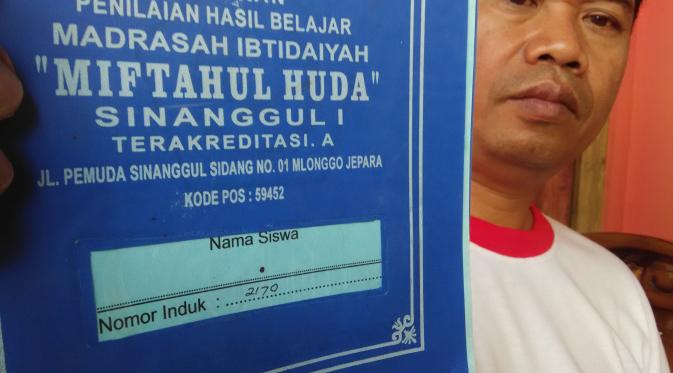 PENILAIAN HASIL BELAJAR
MADRASAH IBTIDAIYAH
"MIFTAHUL HUDA"
SINANGGUL I
TERAKREDITASI. A
JL. PEMUDA SINANGGUL SIDANG NO. 01 MLONGGO JEPARA
KODE POS : 59452
Nama Siswa
Nomor Induk : 2170